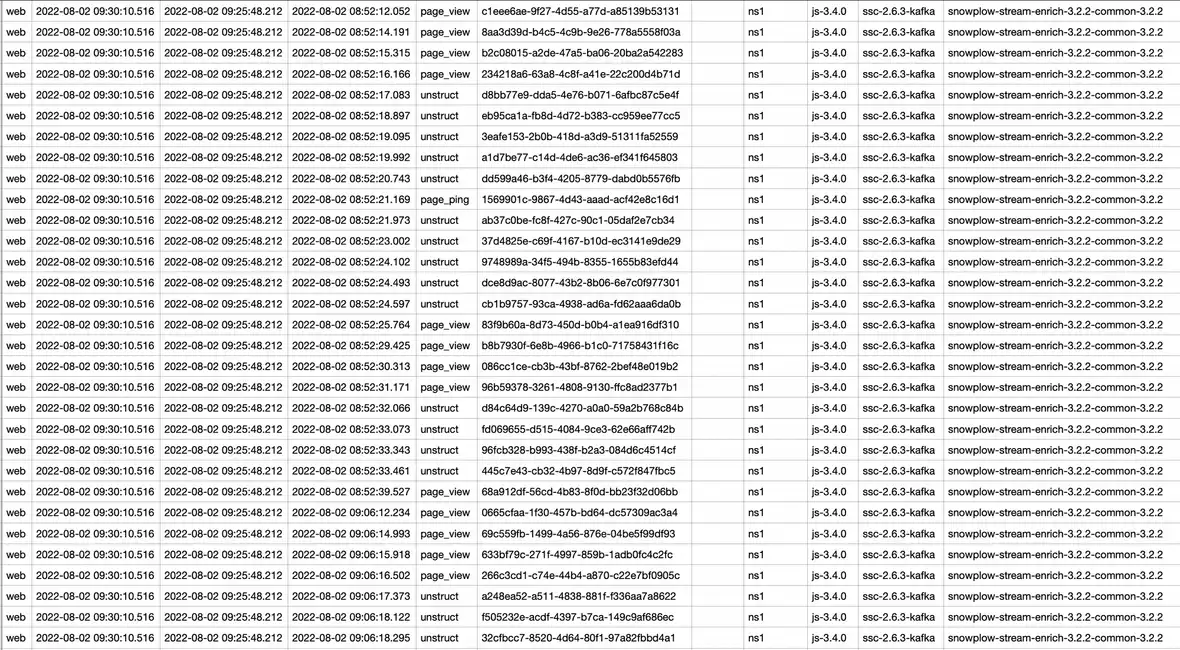 web 2022-08-02 09:30:10.516 2022-08-02 09:25:48.212 2022-08-02 08:52:12.052 page_view c1eee6ae-9f27-4d55-a77d-a85139b53131 ns1 js-3.4.0 ssc-2.6.3-kafka snowplow-stream-enrich-3.2.2-common-3.2.2
web 2022-08-02 09:30:10.516 2022-08-02 09:25:48.212 2022-08-02 08:52:14.191 page_view 8aa3d39d-b4c5-4c9b-9e26-778a5558f03a ns1 js-3.4.0 ssc-2.6.3-kafka snowplow-stream-enrich-3.2.2-common-3.2.2
web 2022-08-02 09:30:10.516 2022-08-02 09:25:48.212 2022-08-02 08:52:15.315 page_view b2c08015-a2de-47a5-ba06-20ba2a542283 ns1 js-3.4.0 ssc-2.6.3-kafka snowplow-stream-enrich-3.2.2-common-3.2.2
web 2022-08-02 09:30:10.516 2022-08-02 09:25:48.212 2022-08-02 08:52:16.166 page_view 234218a6-63a8-4c8f-a41e-22c200d4b71d ns1 js-3.4.0 ssc-2.6.3-kafka snowplow-stream-enrich-3.2.2-common-3.2.2
web 2022-08-02 09:30:10.516 2022-08-02 09:25:48.212 2022-08-02 08:52:17.083 unstruct d8bb77e9-dda5-4e76-b071-6afbc87c5e4f ns1 js-3.4.0 ssc-2.6.3-kafka snowplow-stream-enrich-3.2.2-common-3.2.2
web 2022-08-02 09:30:10.516 2022-08-02 09:25:48.212 2022-08-02 08:52:18.897 unstruct eb95ca1a-fb8d-4d72-b383-cc959ee77cc5 ns1 js-3.4.0 ssc-2.6.3-kafka snowplow-stream-enrich-3.2.2-common-3.2.2
web 2022-08-02 09:30:10.516 2022-08-02 09:25:48.212 2022-08-02 08:52:19.095 unstruct 3eafe153-2b0b-418d-a3d9-51311fa52559 ns1 js-3.4.0 ssc-2.6.3-kafka snowplow-stream-enrich-3.2.2-common-3.2.2
web 2022-08-02 09:30:10.516 2022-08-02 09:25:48.212 2022-08-02 08:52:19.992 unstruct a1d7be77-c14d-4de6-ac36-ef341f645803 ns1 js-3.4.0 ssc-2.6.3-kafka snowplow-stream-enrich-3.2.2-common-3.2.2
web 2022-08-02 09:30:10.516 2022-08-02 09:25:48.212 2022-08-02 08:52:20.743 unstruct dd599a46-b3f4-4205-8779-dabd0b5576fb ns1 js-3.4.0 ssc-2.6.3-kafka snowplow-stream-enrich-3.2.2-common-3.2.2
web 2022-08-02 09:30:10.516 2022-08-02 09:25:48.212 2022-08-02 08:52:21.169 page_ping 1569901c-9867-4d43-aaad-acf42e8c16d1 ns1 js-3.4.0 ssc-2.6.3-kafka snowplow-stream-enrich-3.2.2-common-3.2.2
web 2022-08-02 09:30:10.516 2022-08-02 09:25:48.212 2022-08-02 08:52:21.973 unstruct ab37c0be-fc8f-427c-90c1-05daf2e7cb34 ns1 js-3.4.0 ssc-2.6.3-kafka snowplow-stream-enrich-3.2.2-common-3.2.2
web 2022-08-02 09:30:10.516 2022-08-02 09:25:48.212 2022-08-02 08:52:23.002 unstruct 37d4825e-c69f-4167-b10d-ec3141e9de29 ns1 js-3.4.0 ssc-2.6.3-kafka snowplow-stream-enrich-3.2.2-common-3.2.2
web 2022-08-02 09:30:10.516 2022-08-02 09:25:48.212 2022-08-02 08:52:24.102 unstruct 9748989a-34f5-494b-8355-1655b83efd44 ns1 js-3.4.0 ssc-2.6.3-kafka snowplow-stream-enrich-3.2.2-common-3.2.2
web 2022-08-02 09:30:10.516 2022-08-02 09:25:48.212 2022-08-02 08:52:24.493 unstruct dce8d9ac-8077-43b2-8b06-6e7c0f977301 ns1 js-3.4.0 ssc-2.6.3-kafka snowplow-stream-enrich-3.2.2-common-3.2.2
web 2022-08-02 09:30:10.516 2022-08-02 09:25:48.212 2022-08-02 08:52:24.597 unstruct cb1b9757-93ca-4938-ad6a-fd62aaa6da0b ns1 js-3.4.0 ssc-2.6.3-kafka snowplow-stream-enrich-3.2.2-common-3.2.2
web 2022-08-02 09:30:10.516 2022-08-02 09:25:48.212 2022-08-02 08:52:25.764 page_view 83f9b60a-8d73-450d-b0b4-a1ea916df310 ns1 js-3.4.0 ssc-2.6.3-kafka snowplow-stream-enrich-3.2.2-common-3.2.2
web 2022-08-02 09:30:10.516 2022-08-02 09:25:48.212 2022-08-02 08:52:29.425 page_view b8b7930f-6e8b-4966-b1c0-71758431f16c ns1 js-3.4.0 ssc-2.6.3-kafka snowplow-stream-enrich-3.2.2-common-3.2.2
web 2022-08-02 09:30:10.516 2022-08-02 09:25:48.212 2022-08-02 08:52:30.313 page_view 086cc1ce-cb3b-43bf-8762-2bef48e019b2 ns1 js-3.4.0 ssc-2.6.3-kafka snowplow-stream-enrich-3.2.2-common-3.2.2
web 2022-08-02 09:30:10.516 2022-08-02 09:25:48.212 2022-08-02 08:52:31.171 page_view 96b59378-3261-4808-9130-ffc8ad2377b1 ns1 js-3.4.0 ssc-2.6.3-kafka snowplow-stream-enrich-3.2.2-common-3.2.2
web 2022-08-02 09:30:10.516 2022-08-02 09:25:48.212 2022-08-02 08:52:32.066 unstruct d84c64d9-139c-4270-a0a0-59a2b768c84b ns1 js-3.4.0 ssc-2.6.3-kafka snowplow-stream-enrich-3.2.2-common-3.2.2
web 2022-08-02 09:30:10.516 2022-08-02 09:25:48.212 2022-08-02 08:52:33.073 unstruct fd069655-d515-4084-9ce3-62e66aff742b ns1 js-3.4.0 ssc-2.6.3-kafka snowplow-stream-enrich-3.2.2-common-3.2.2
web 2022-08-02 09:30:10.516 2022-08-02 09:25:48.212 2022-08-02 08:52:33.343 unstruct 96fcb328-b993-438f-b2a3-084d6c4514cf ns1 js-3.4.0 ssc-2.6.3-kafka snowplow-stream-enrich-3.2.2-common-3.2.2
web 2022-08-02 09:30:10.516 2022-08-02 09:25:48.212 2022-08-02 08:52:33.461 unstruct 445c7e43-cb32-4b97-8d9f-c572f847fbc5 ns1 js-3.4.0 ssc-2.6.3-kafka snowplow-stream-enrich-3.2.2-common-3.2.2
web 2022-08-02 09:30:10.516 2022-08-02 09:25:48.212 2022-08-02 08:52:39.527 page_view 68a912df-56cd-4b83-8f0d-bb23f32d06bb ns1 js-3.4.0 ssc-2.6.3-kafka snowplow-stream-enrich-3.2.2-common-3.2.2
web 2022-08-02 09:30:10.516 2022-08-02 09:25:48.212 2022-08-02 09:06:12.234 page_view 0665cfaa-1f30-457b-bd64-dc57309ac3a4 ns1 js-3.4.0 ssc-2.6.3-kafka snowplow-stream-enrich-3.2.2-common-3.2.2
web 2022-08-02 09:30:10.516 2022-08-02 09:25:48.212 2022-08-02 09:06:14.993 page_view 69c559fb-1499-4a56-876e-04be5f99df93 ns1 js-3.4.0 ssc-2.6.3-kafka snowplow-stream-enrich-3.2.2-common-3.2.2
web 2022-08-02 09:30:10.516 2022-08-02 09:25:48.212 2022-08-02 09:06:15.918 page_view 633bf79c-271f-4997-859b-1adb0fc4c2fc ns1 js-3.4.0 ssc-2.6.3-kafka snowplow-stream-enrich-3.2.2-common-3.2.2
web 2022-08-02 09:30:10.516 2022-08-02 09:25:48.212 2022-08-02 09:06:16.502 page_view 266c3cd1-c74e-44b4-a870-c22e7bf0905c ns1 js-3.4.0 ssc-2.6.3-kafka snowplow-stream-enrich-3.2.2-common-3.2.2
web 2022-08-02 09:30:10.516 2022-08-02 09:25:48.212 2022-08-02 09:06:17.373 unstruct a248ea52-a511-4838-881f-f336aa7a8622 ns1 js-3.4.0 ssc-2.6.3-kafka snowplow-stream-enrich-3.2.2-common-3.2.2
web 2022-08-02 09:30:10.516 2022-08-02 09:25:48.212 2022-08-02 09:06:18.122 unstruct f505232e-acdf-4397-b7ca-149c9af686ec ns1 js-3.4.0 ssc-2.6.3-kafka snowplow-stream-enrich-3.2.2-common-3.2.2
web 2022-08-02 09:30:10.516 2022-08-02 09:25:48.212 2022-08-02 09:06:18.295 unstruct 32cfbcc7-8520-4d64-80f1-97a82fbbd4a1 ns1 js-3.4.0 ssc-2.6.3-kafka snowplow-stream-enrich-3.2.2-common-3.2.2